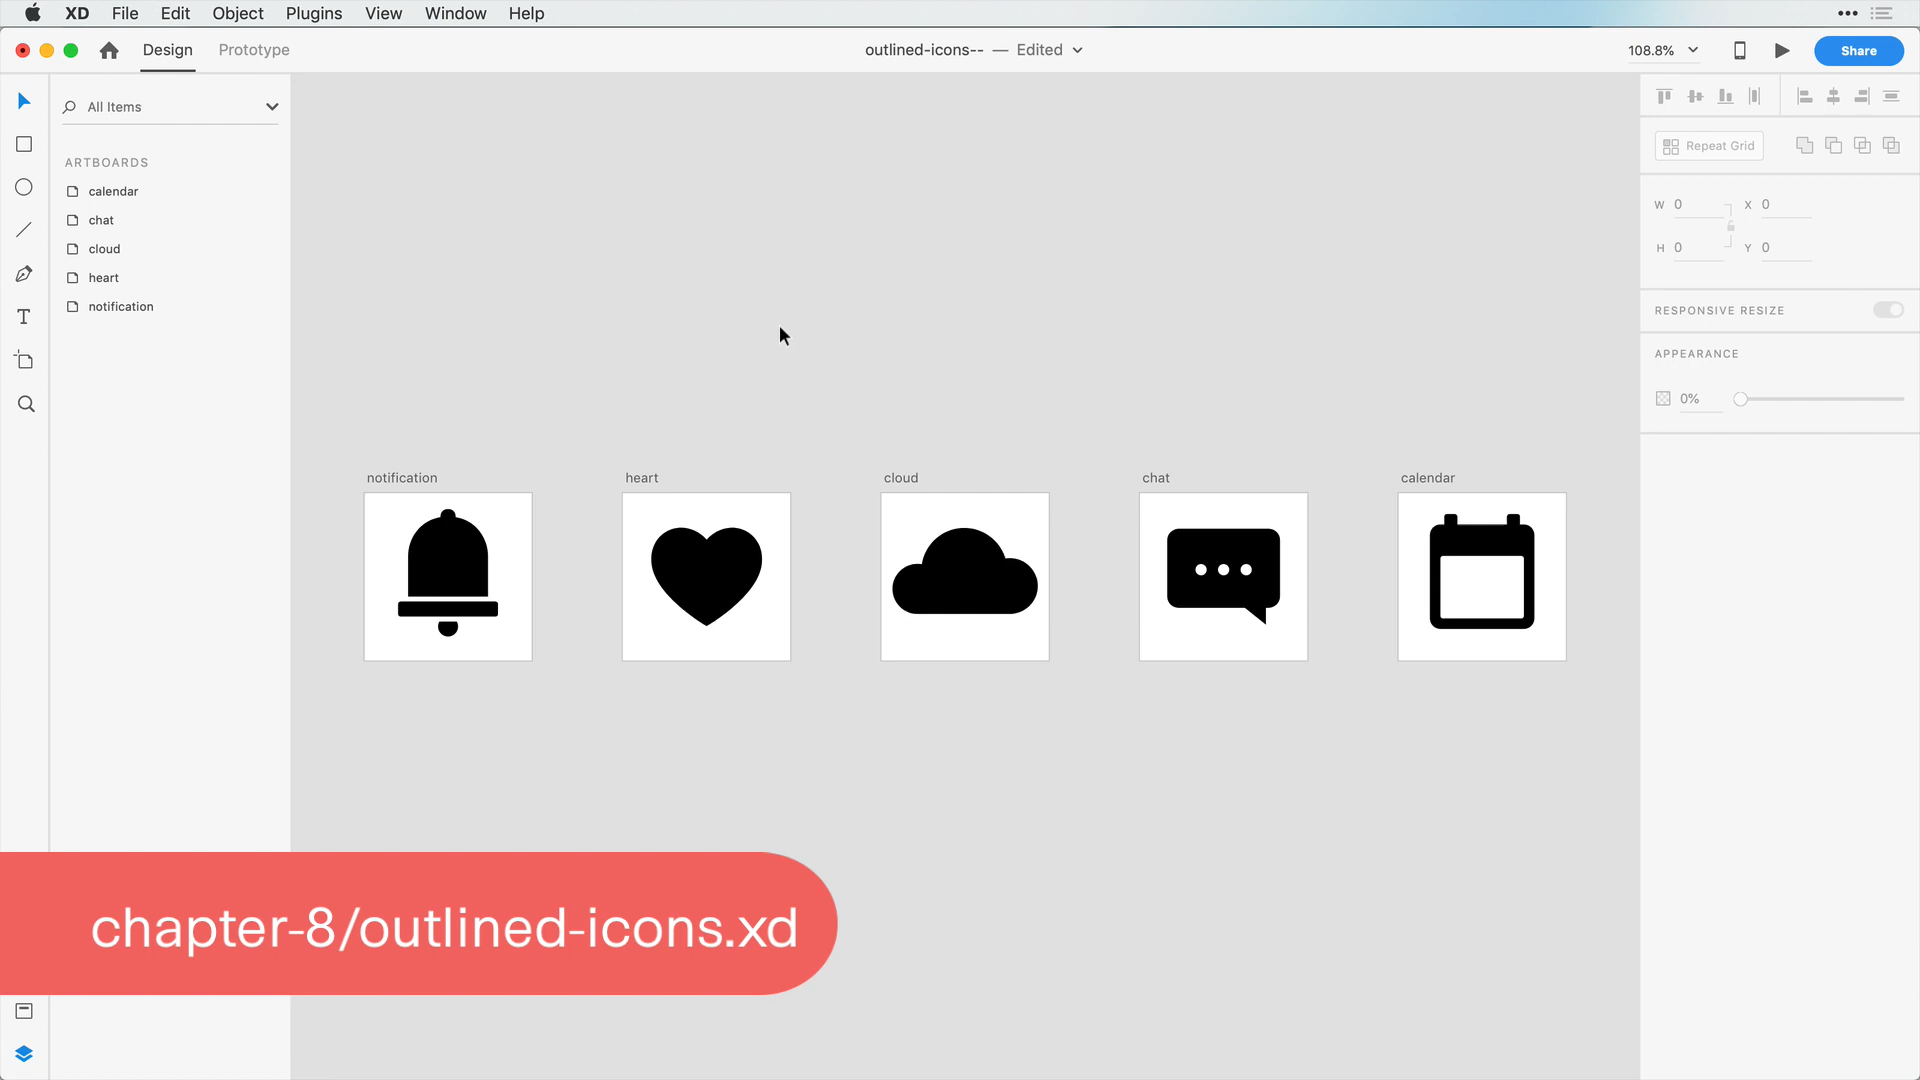 XD File Edit Object Plugins View Window Help
Design Prototype outlined-icons-- — Edited 108.8% Share
All Items
ARTBOARDS
calendar
chat
cloud
heart
notification
Repeat Grid
W 0 X 0
H 0 Y 0
RESPONSIVE RESIZE
APPEARANCE
0%
notification heart cloud chat calendar
chapter-8/outlined-icons.xd